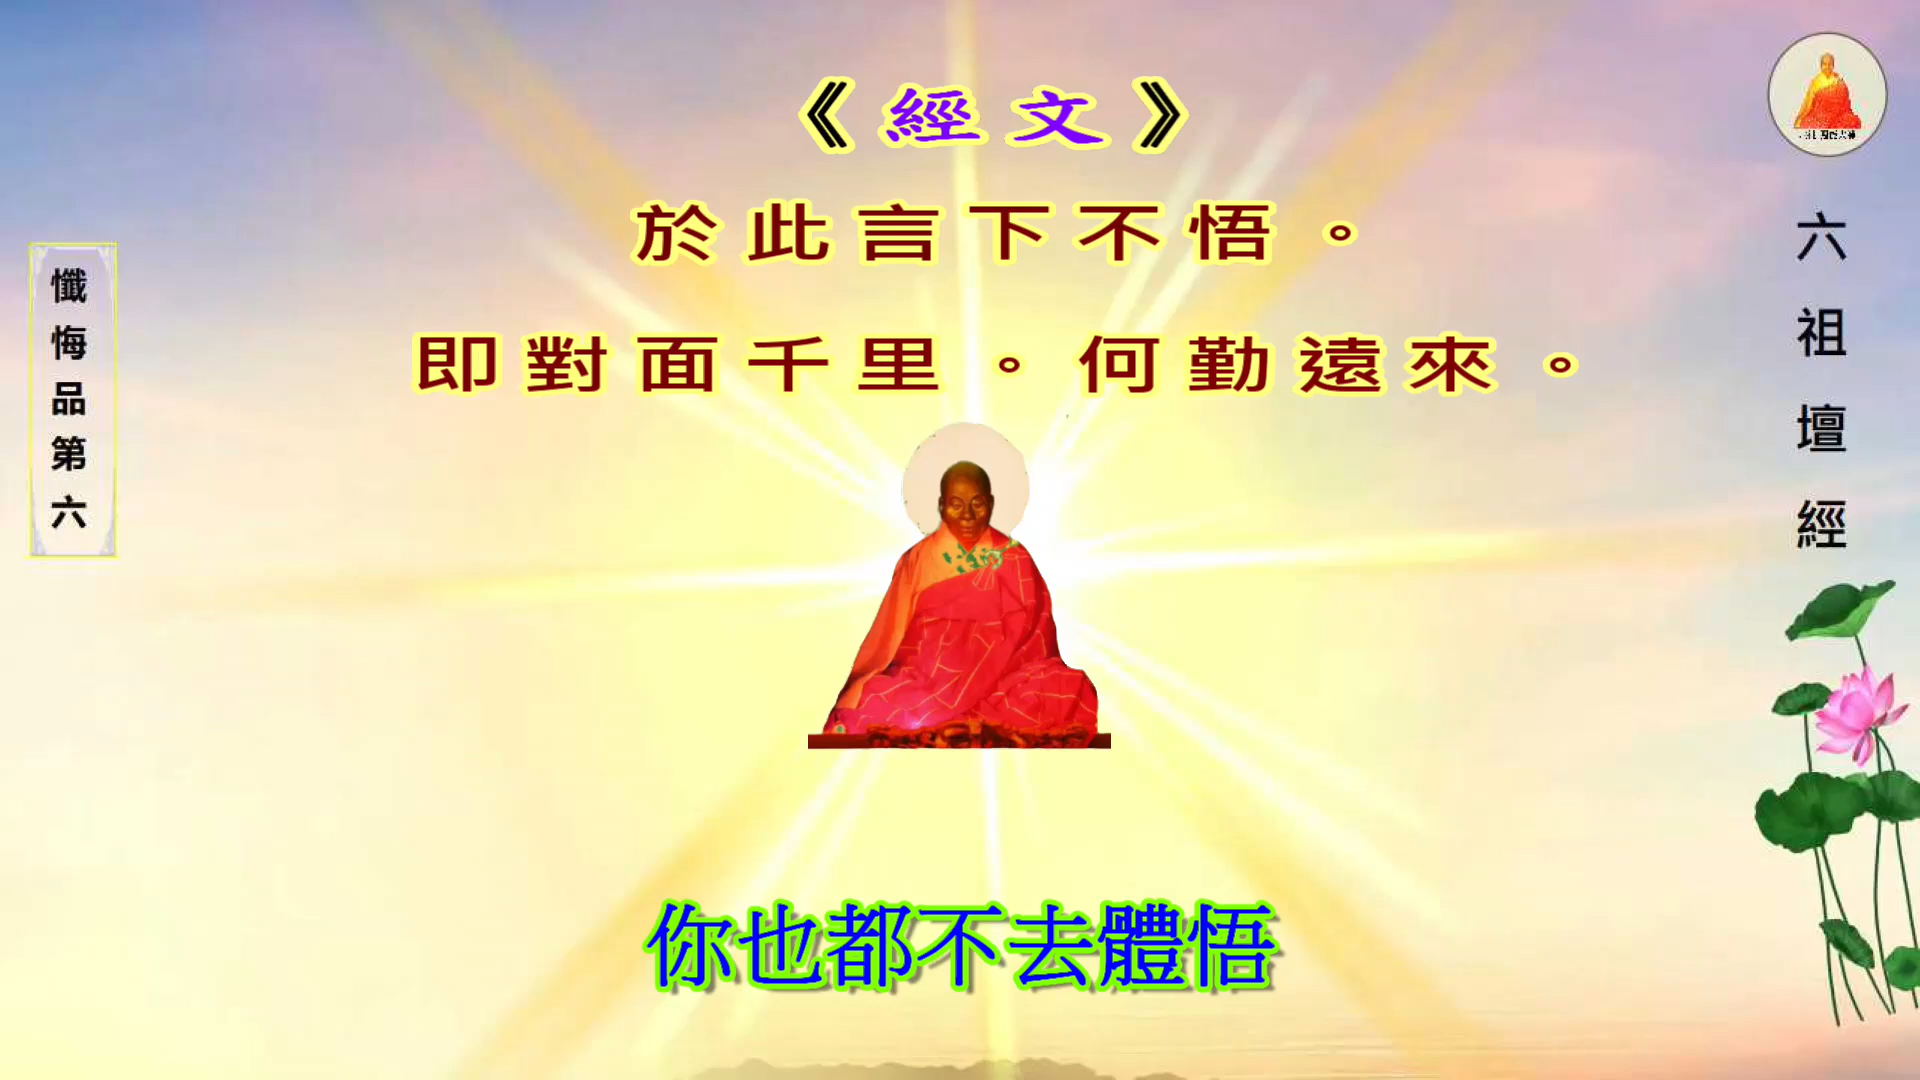 《經文》
於此言下不悟。
即對面千里。何勤遠來。
懺悔品第六
六祖壇經
你也都不去體悟